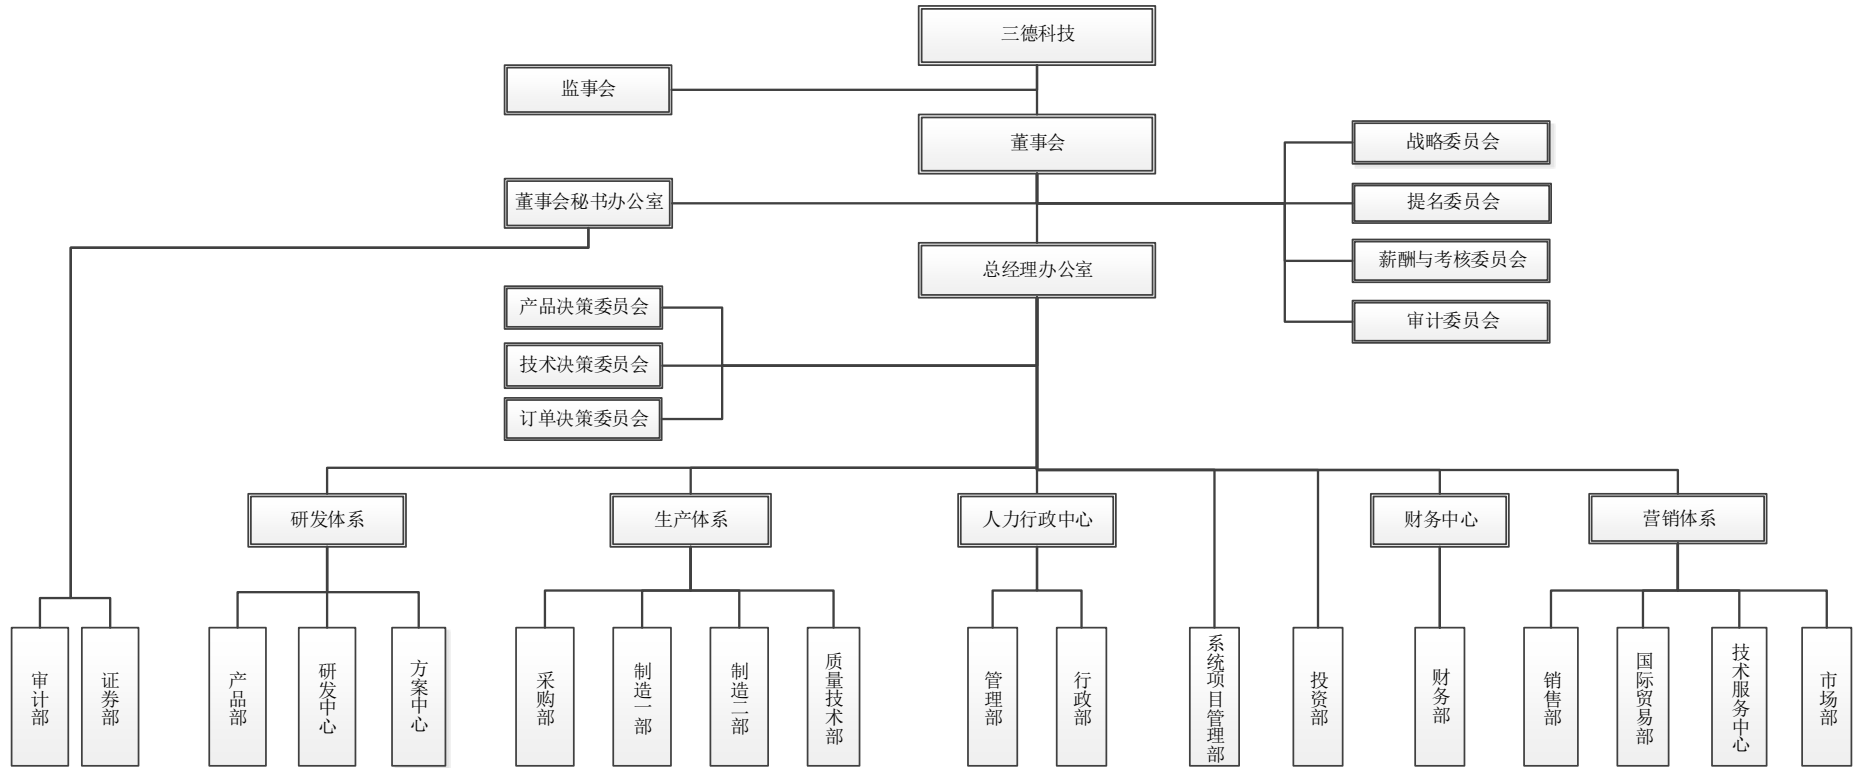 三德科技
监事会
董事会
战略委员会
董事会秘书办公室
提名委员会
薪酬与考核委员会
总经理办公室
产品决策委员会
审计委员会
技术决策委员会
订单决策委员会
研发体系
生产体系
人力行政中心
财务中心
营销体系
审计部
证券部
产品部
研发中心
方案中心
采购部
制造一部
制造二部
质量技术部
管理部
行政部
系统项目管理部
投资部
财务部
销售部
国际贸易部
技术服务中心
市场部